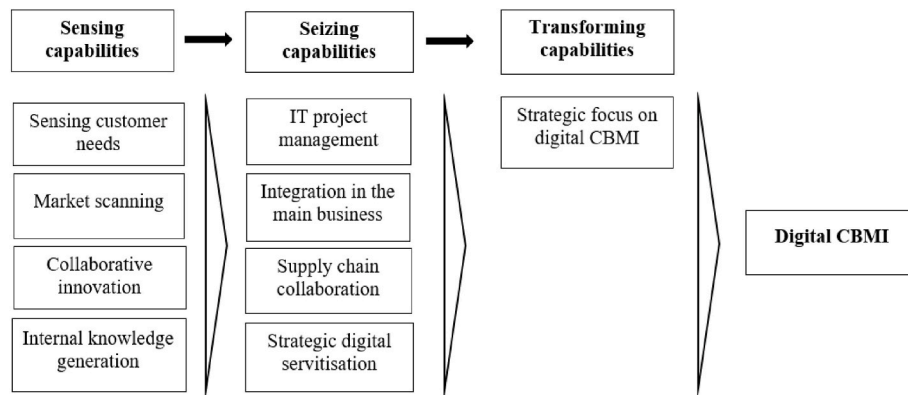 Sensing
capabilities
Seizing
capabilities
Transforming
capabilities
Sensing customer
needs
Market scanning
Collaborative
innovation
Internal knowledge
generation
IT project
management
Integration in the
main business
Supply chain
collaboration
Strategic digital
servitisation
Strategic focus on
digital CBMI
Digital CBMI